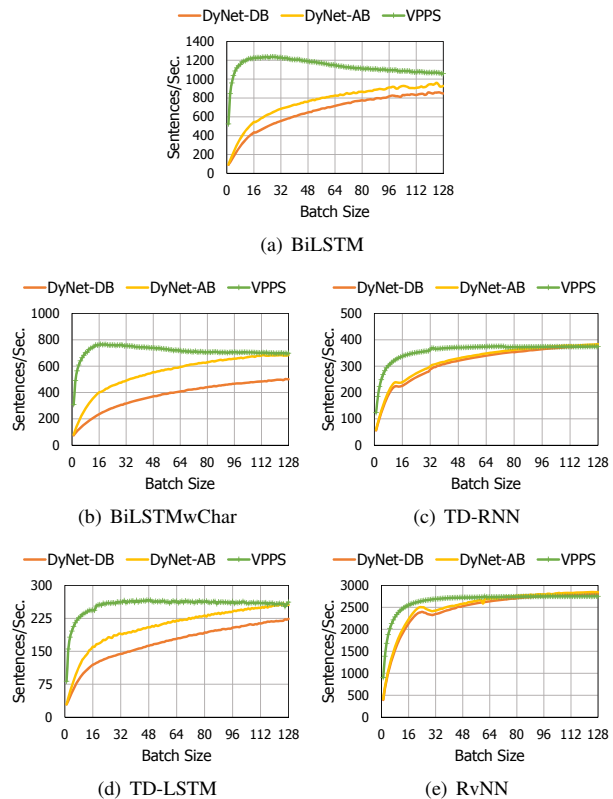 DyNet-DB DyNet-AB VPPS
Sentences/Sec.
1400
1200
1000
800
600
400
200
0
0 16 32 48 64 80 96 112 128
Batch Size
(a) BiLSTM
DyNet-DB DyNet-AB VPPS
Sentences/Sec.
1000
800
600
400
200
0
0 16 32 48 64 80 96 112 128
Batch Size
(b) BiLSTMwChar
DyNet-DB DyNet-AB VPPS
Sentences/Sec.
500
400
300
200
100
0
0 16 32 48 64 80 96 112 128
Batch Size
(c) TD-RNN
DyNet-DB DyNet-AB VPPS
Sentences/Sec.
300
225
150
75
0
0 16 32 48 64 80 96 112 128
Batch Size
(d) TD-LSTM
DyNet-DB DyNet-AB VPPS
Sentences/Sec.
3000
2500
2000
1500
1000
500
0
0 16 32 48 64 80 96 112 128
Batch Size
(e) RvNN